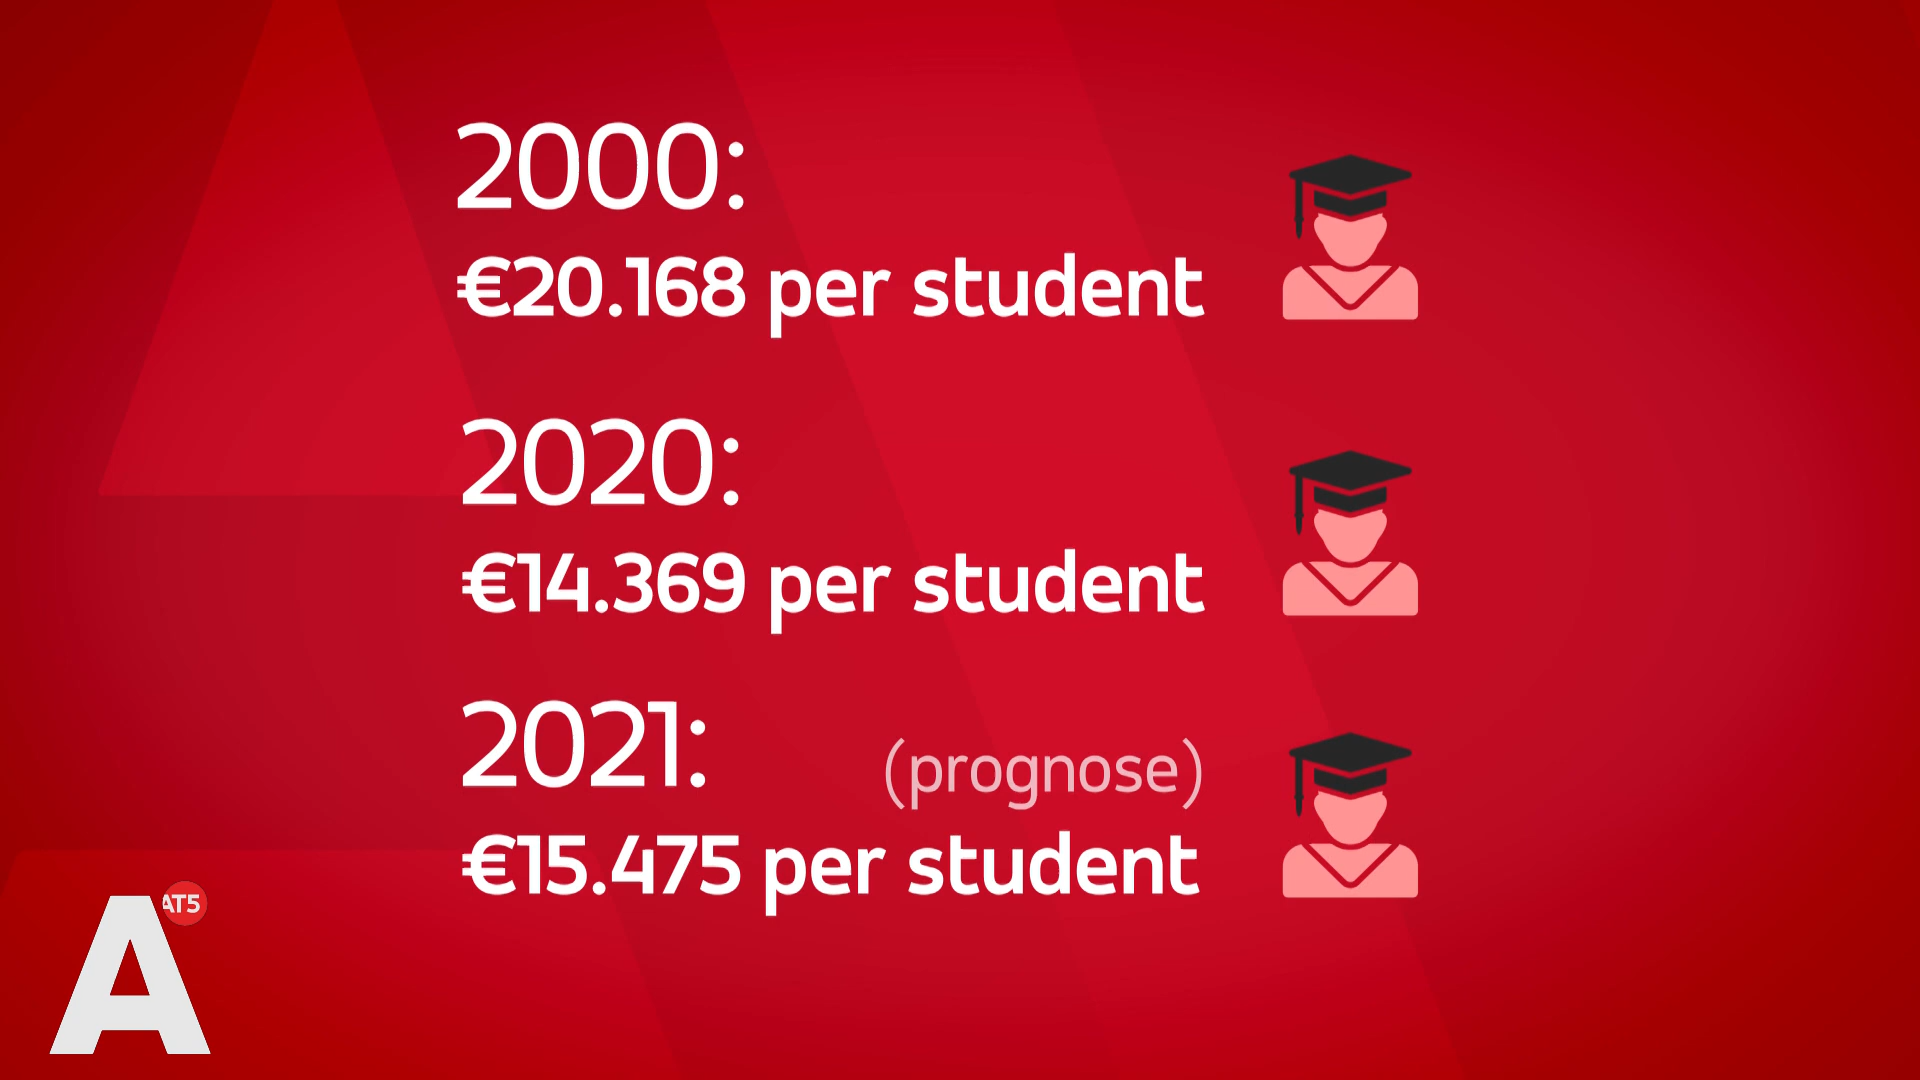 2000:
€20.168 per student
2020:
€14.369 per student
2021: (prognose)
€15.475 per student
A AT5